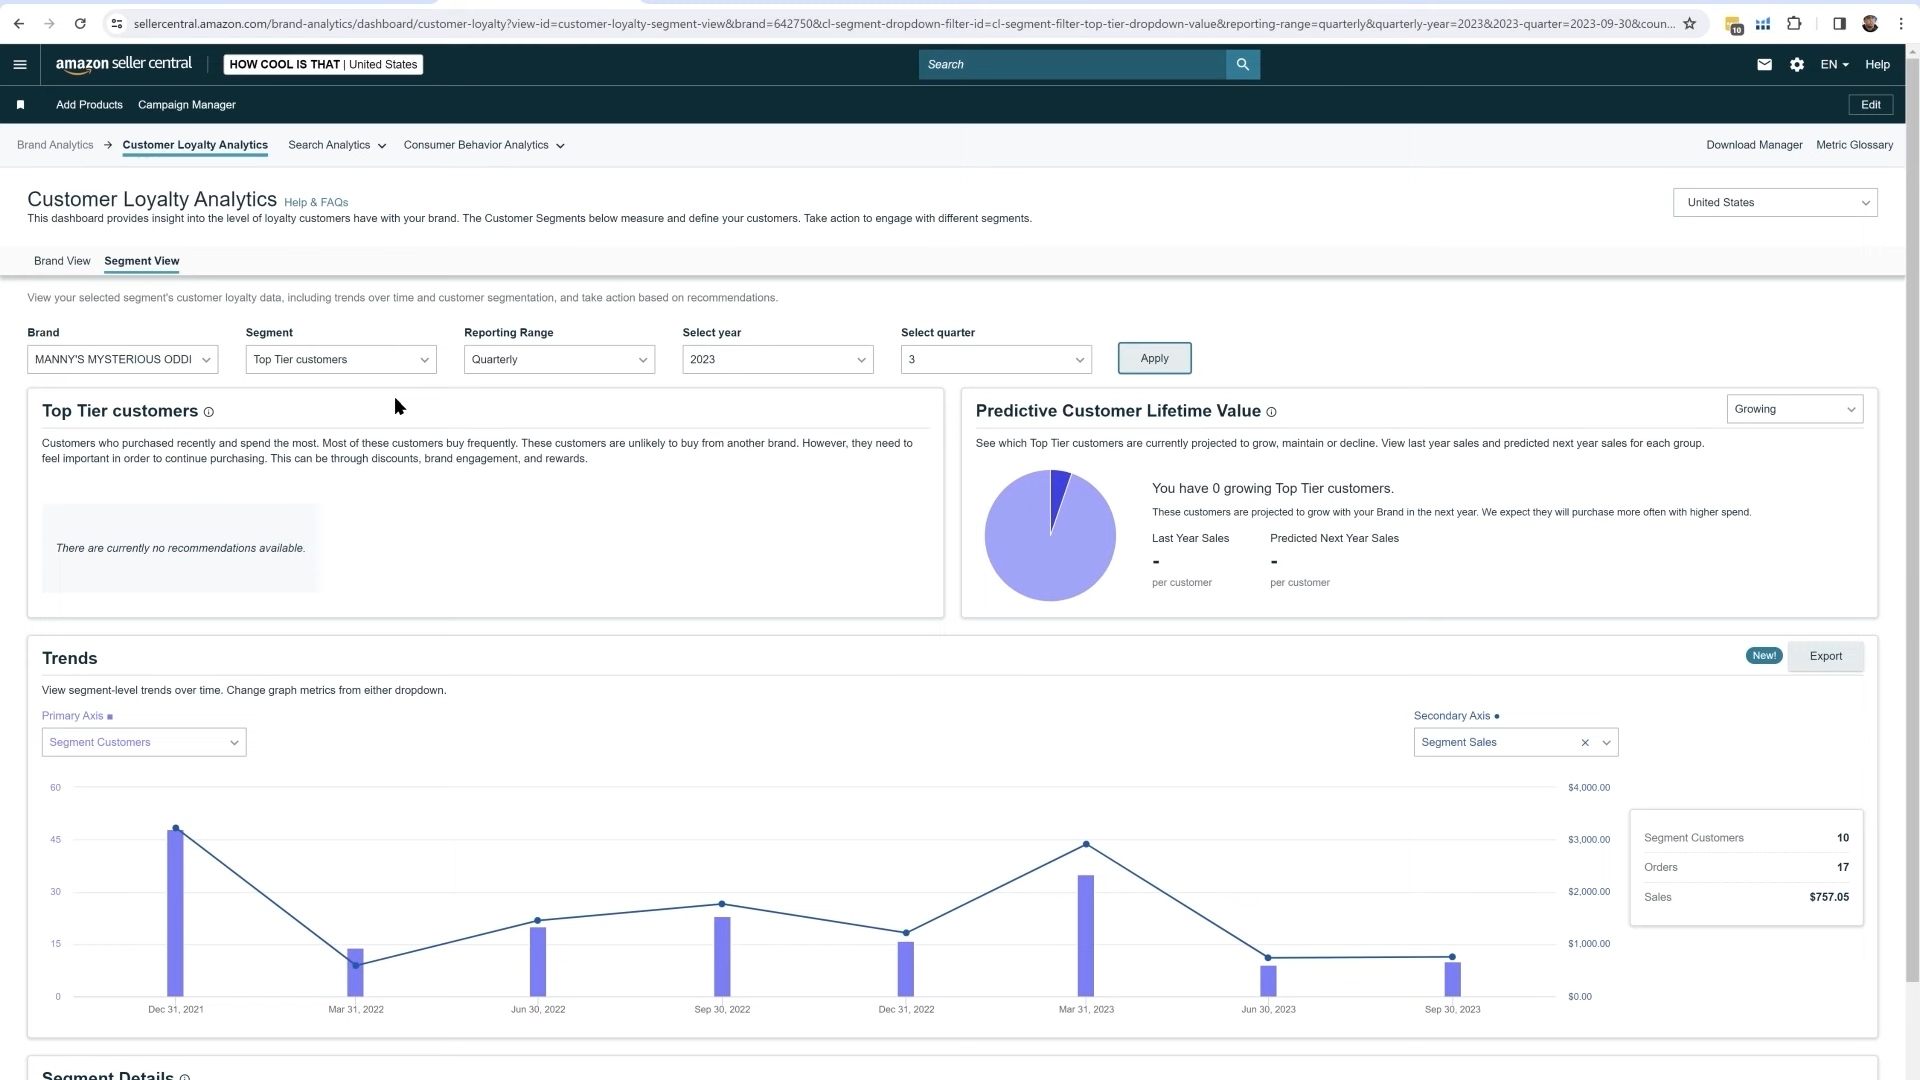 sellercentral.amazon.com/brand-analytics/dashboard/customer-loyalty?view-id=customer-loyalty-segment-view&brand=642750&cl-segment-dropdown-filter-id=cl-segment-filter-top-tier-dropdown-value&reporting-range=quarterly&quarterly-year=2023&2023-quarter=2023-09-30&coun...
10
amazon seller central
HOW COOL IS THAT | United States
Search
EN
Help
Add Products
Campaign Manager
Edit
Brand Analytics → Customer Loyalty Analytics
Search Analytics
Consumer Behavior Analytics
Download Manager
Metric Glossary
Customer Loyalty Analytics Help & FAQs
This dashboard provides insight into the level of loyalty customers have with your brand. The Customer Segments below measure and define your customers. Take action to engage with different segments.
United States
Brand View
Segment View
View your selected segment's customer loyalty data, including trends over time and customer segmentation, and take action based on recommendations.
Brand
Segment
Reporting Range
Select year
Select quarter
MANNY'S MYSTERIOUS ODDI
Top Tier customers
Quarterly
2023
3
Apply
Top Tier customers
Customers who purchased recently and spend the most. Most of these customers buy frequently. These customers are unlikely to buy from another brand. However, they need to
feel important in order to continue purchasing. This can be through discounts, brand engagement, and rewards.
There are currently no recommendations available.
Predictive Customer Lifetime Value
Growing
See which Top Tier customers are currently projected to grow, maintain or decline. View last year sales and predicted next year sales for each group.
You have 0 growing Top Tier customers.
These customers are projected to grow with your Brand in the next year. We expect they will purchase more often with higher spend.
Last Year Sales
Predicted Next Year Sales
-
-
per customer
per customer
Trends
New!
Export
View segment-level trends over time. Change graph metrics from either dropdown.
Primary Axis
Segment Customers
Secondary Axis
Segment Sales
60
45
30
15
0
$4,000.00
$3,000.00
$2,000.00
$1,000.00
$0.00
Dec 31, 2021
Mar 31, 2022
Jun 30, 2022
Sep 30, 2022
Dec 31, 2022
Mar 31, 2023
Jun 30, 2023
Sep 30, 2023
Segment Customers 10
Orders 17
Sales $757.05
Segment Details